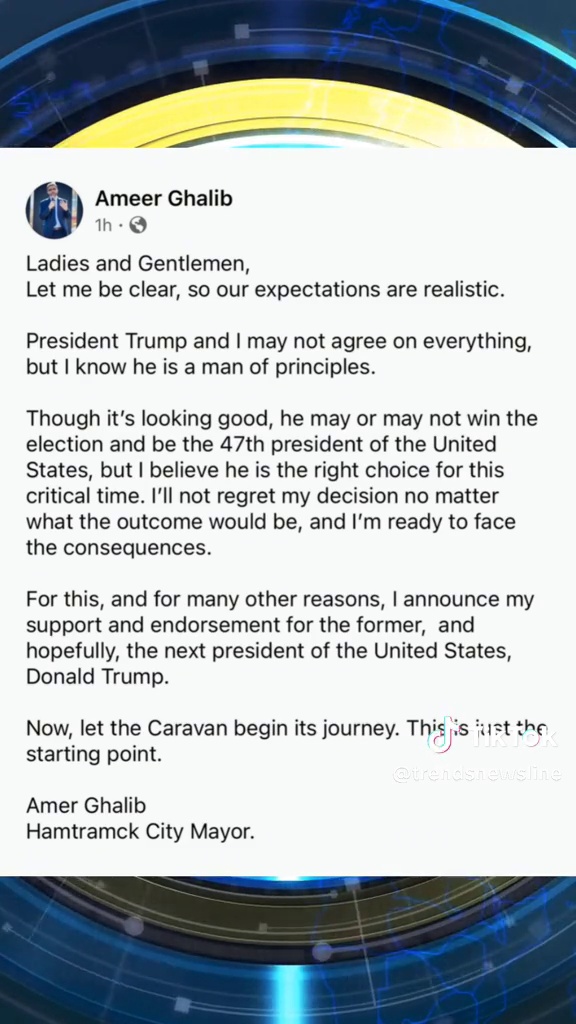 Ameer Ghalib
1h ·
Ladies and Gentlemen,
Let me be clear, so our expectations are realistic.
President Trump and I may not agree on everything,
but I know he is a man of principles.
Though it’s looking good, he may or may not win the
election and be the 47th president of the United
States, but I believe he is the right choice for this
critical time. I’ll not regret my decision no matter
what the outcome would be, and I’m ready to face
the consequences.
For this, and for many other reasons, I announce my
support and endorsement for the former, and
hopefully, the next president of the United States,
Donald Trump.
Now, let the Caravan begin its journey. This is just the
starting point.
TikTok
@trendsnewsline
Amer Ghalib
Hamtramck City Mayor.